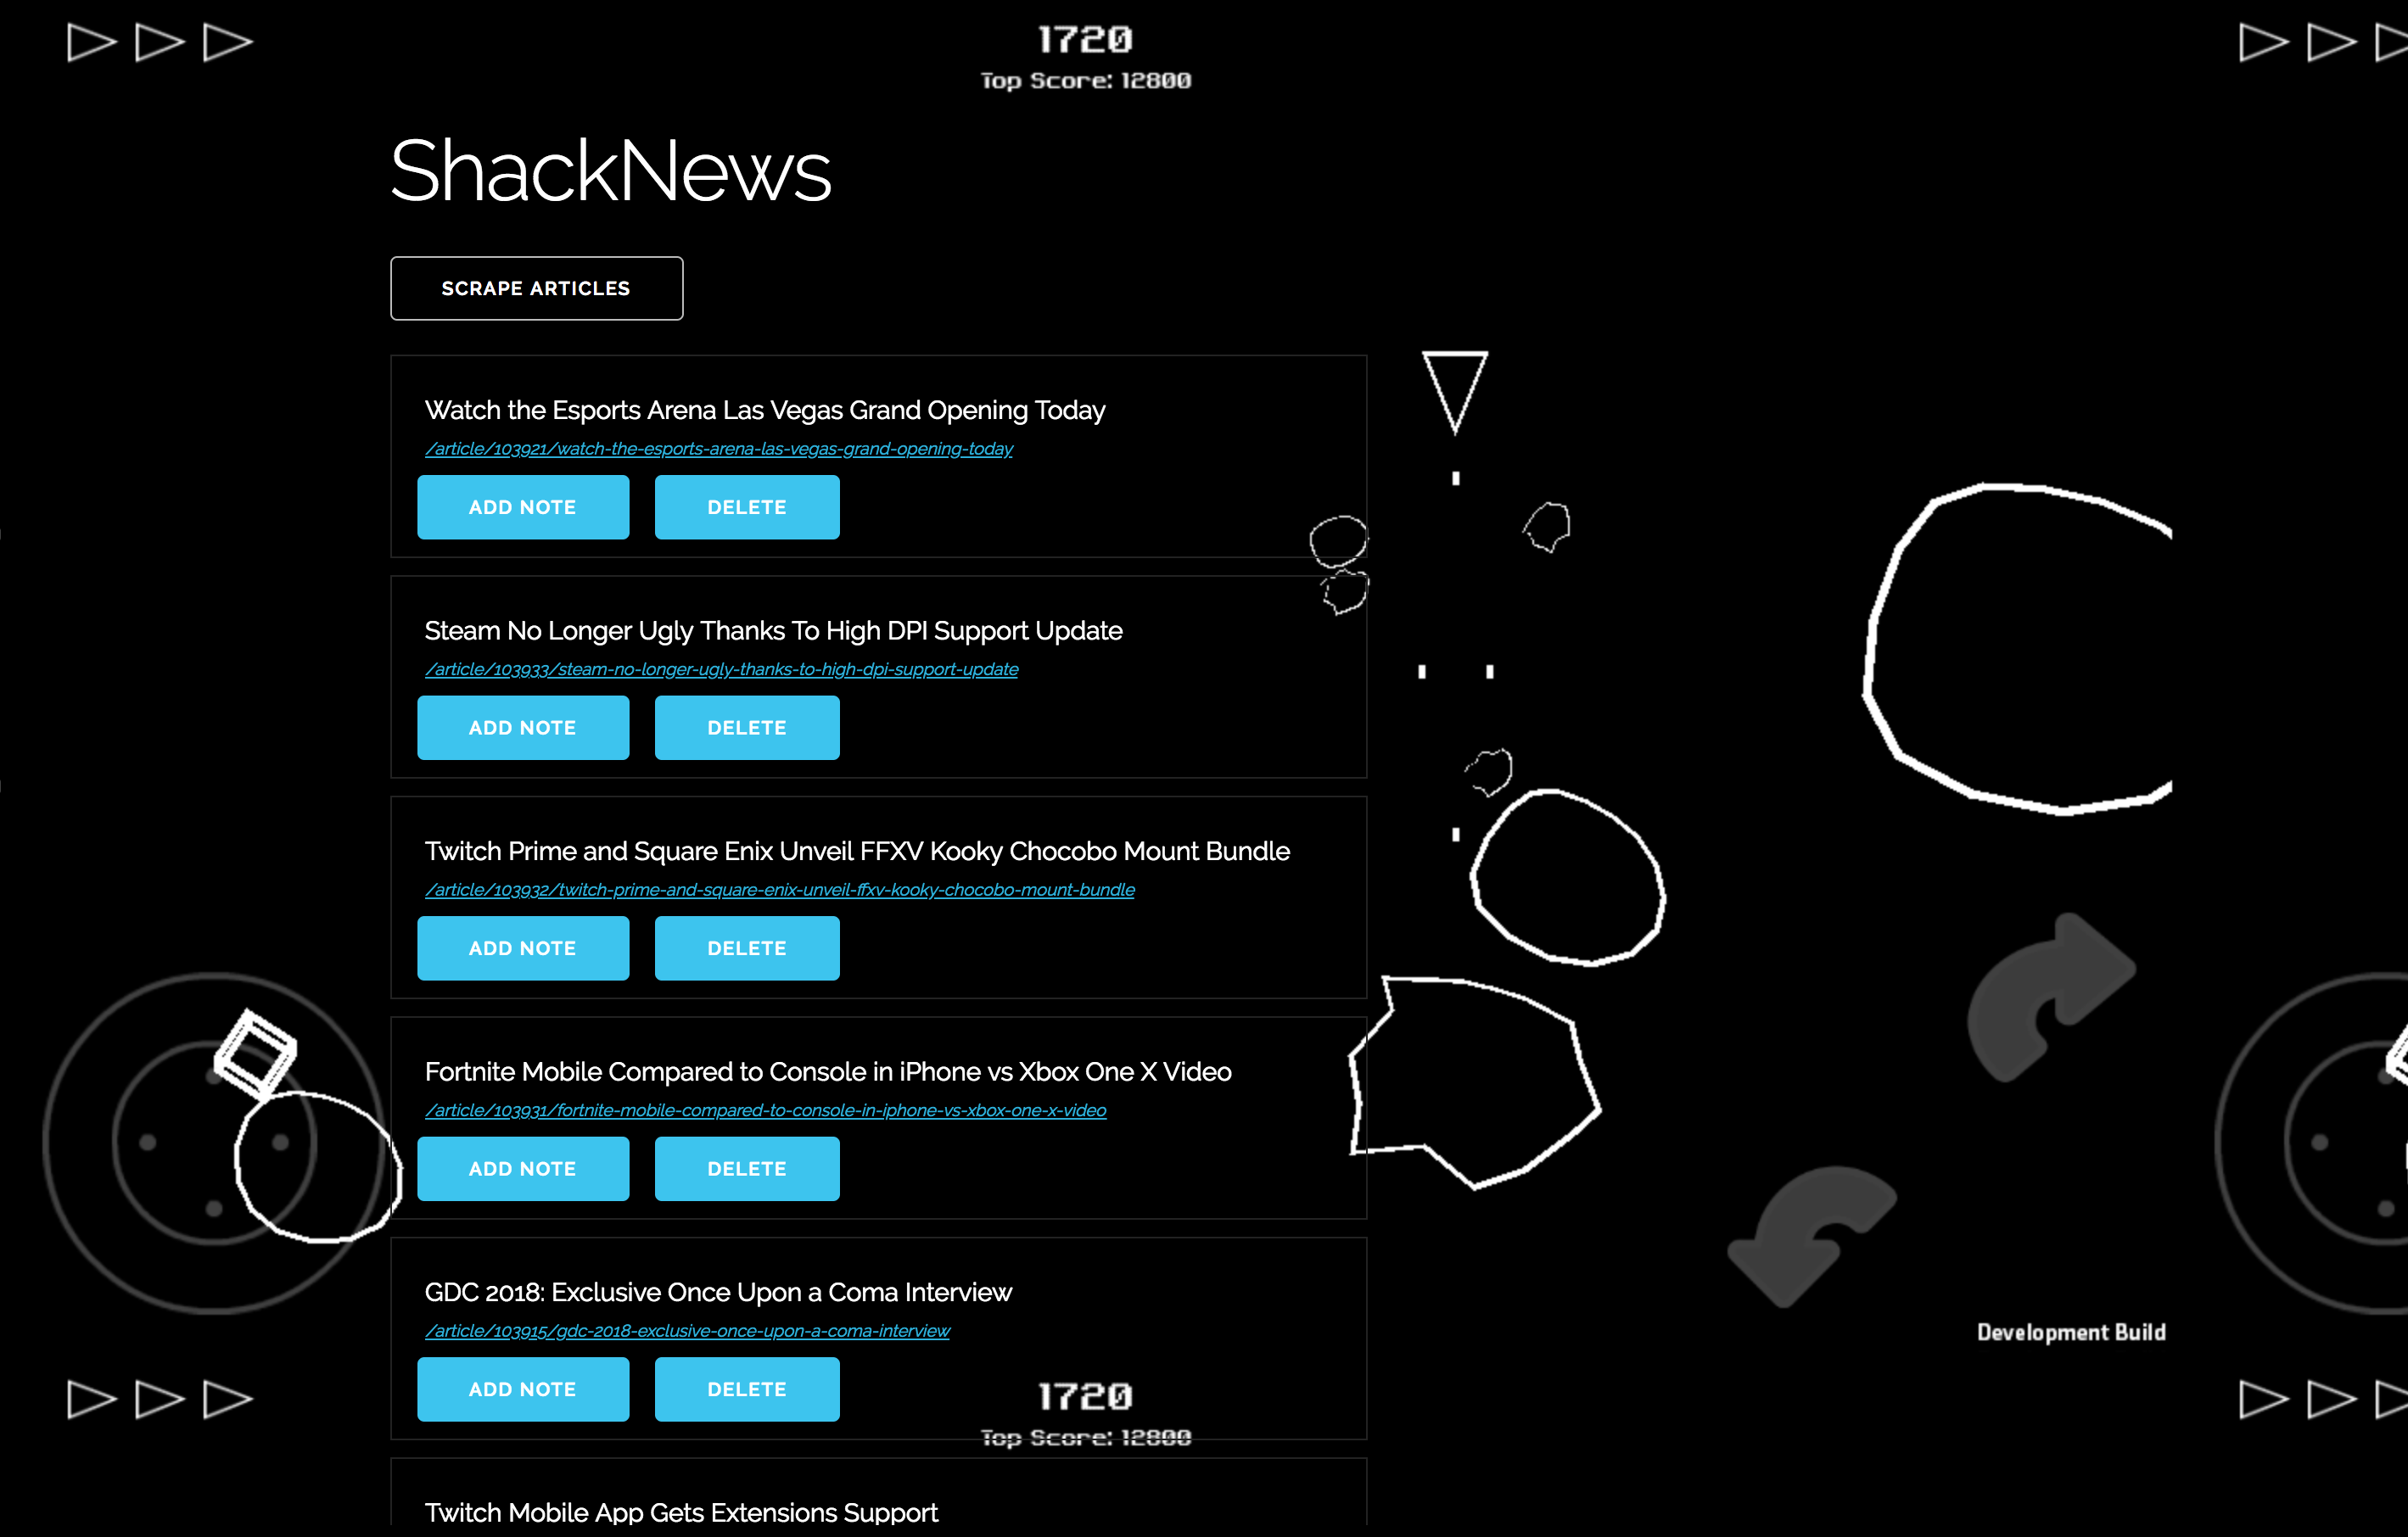 1720
Top Score: 12800
ShackNews
SCRAPE ARTICLES
Watch the Esports Arena Las Vegas Grand Opening Today
/article/103921/watch-the-esports-arena-las-vegas-grand-opening-today
ADD NOTE DELETE
Steam No Longer Ugly Thanks To High DPI Support Update
/article/103933/steam-no-longer-ugly-thanks-to-high-dpi-support-update
ADD NOTE DELETE
Twitch Prime and Square Enix Unveil FFXV Kooky Chocobo Mount Bundle
/article/103932/twitch-prime-and-square-enix-unveil-ffxv-kooky-chocobo-mount-bundle
ADD NOTE DELETE
Fortnite Mobile Compared to Console in iPhone vs Xbox One X Video
/article/103931/fortnite-mobile-compared-to-console-in-iphone-vs-xbox-one-x-video
ADD NOTE DELETE
GDC 2018: Exclusive Once Upon a Coma Interview
/article/103915/gdc-2018-exclusive-once-upon-a-coma-interview
Development Build
ADD NOTE DELETE
1720
Top Score: 12800
Twitch Mobile App Gets Extensions Support